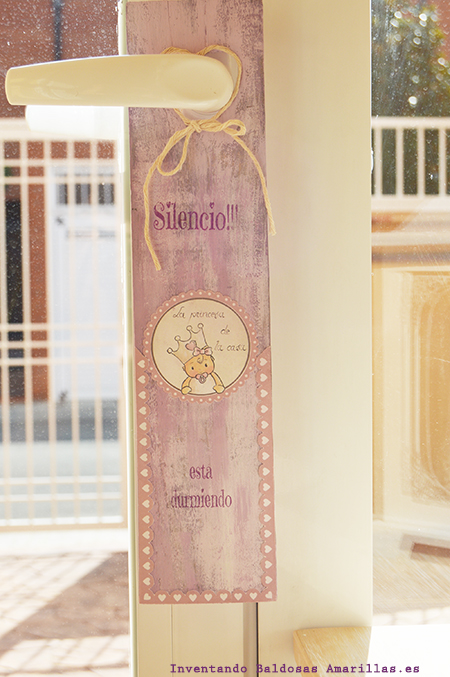 Silencio!!!
La princesa
de
la casa
esta
durmiendo
Inventando Baldosas Amarillas.es